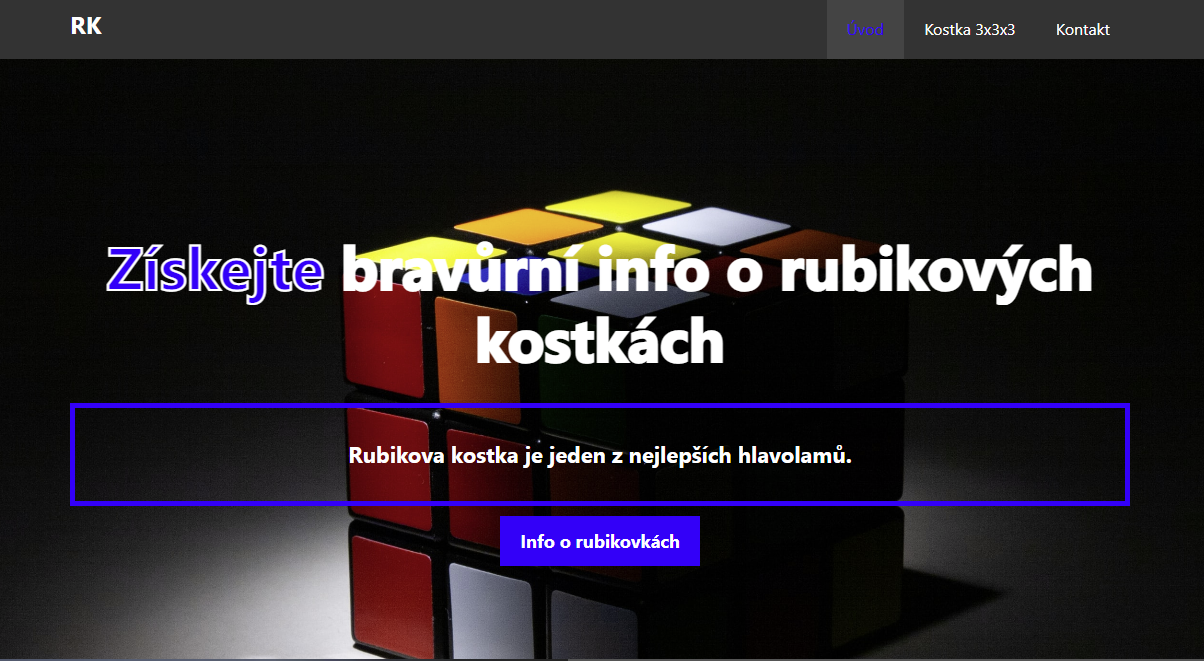 RK
Úvod
Kostka 3x3x3
Kontakt
Získejte bravůrní info o rubikových
kostkách
Rubikova kostka je jeden z nejlepších hlavolamů.
Info o rubikovkách